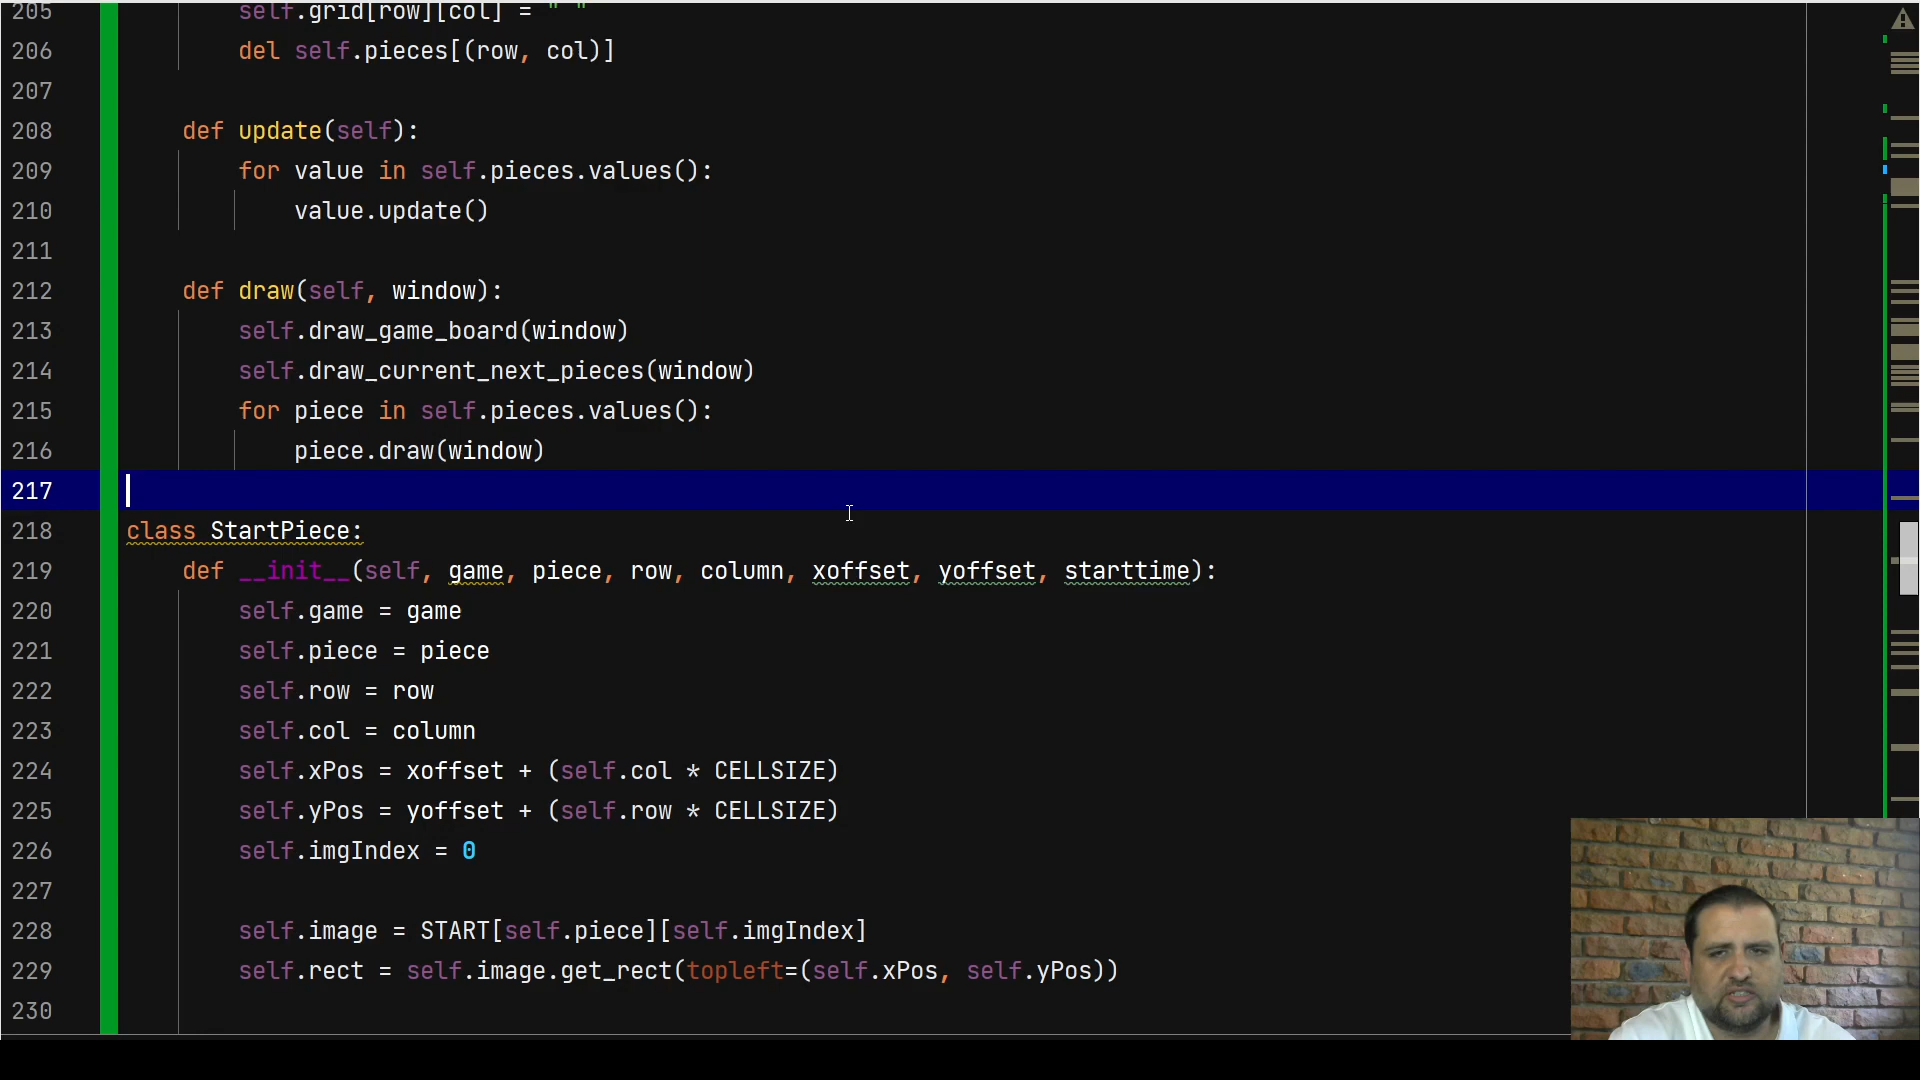 205 self.grid[row][col] = " "
206 del self.pieces[(row, col)]
207
208 def update(self):
209 for value in self.pieces.values():
210 value.update()
211
212 def draw(self, window):
213 self.draw_game_board(window)
214 self.draw_current_next_pieces(window)
215 for piece in self.pieces.values():
216 piece.draw(window)
217
218 class StartPiece:
219 def __init__(self, game, piece, row, column, xoffset, yoffset, starttime):
220 self.game = game
221 self.piece = piece
222 self.row = row
223 self.col = column
224 self.xPos = xoffset + (self.col * CELLSIZE)
225 self.yPos = yoffset + (self.row * CELLSIZE)
226 self.imgIndex = 0
227
228 self.image = START[self.piece][self.imgIndex]
229 self.rect = self.image.get_rect(topleft=(self.xPos, self.yPos))
230